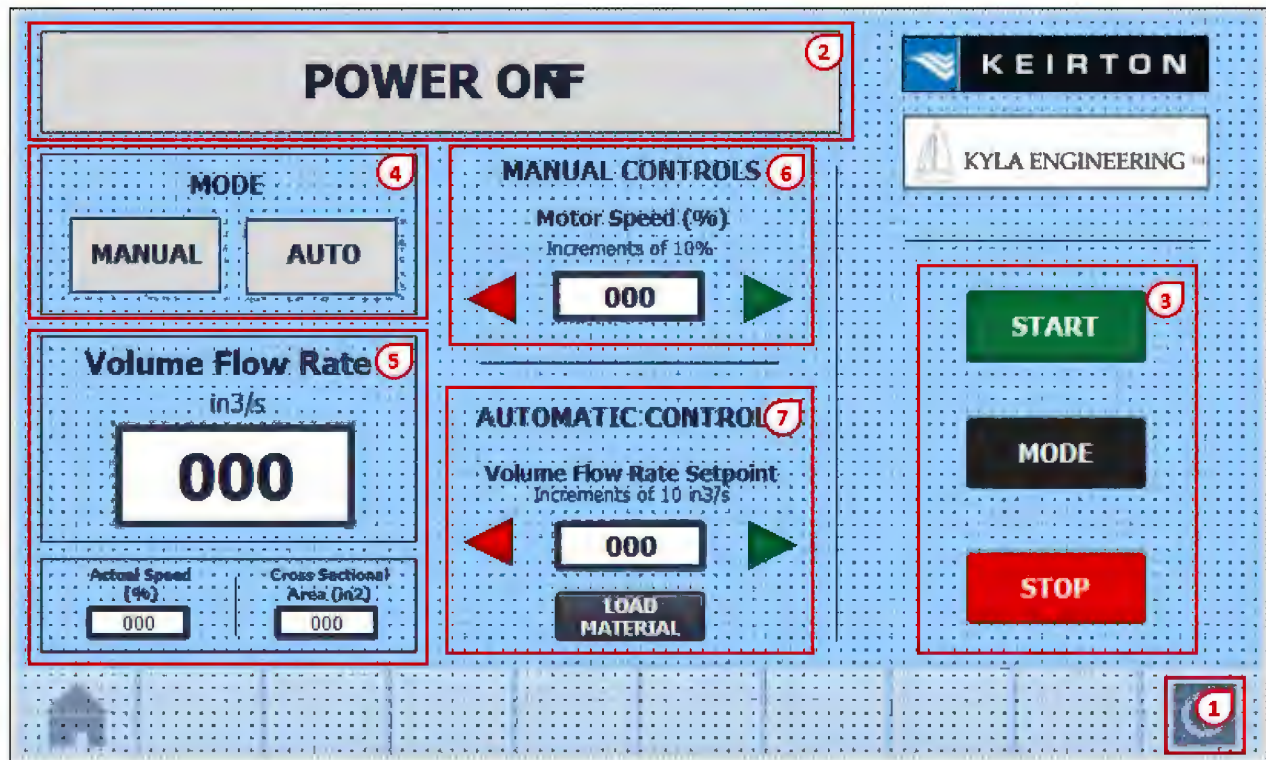 POWER OFF
2
KEIRTON
KYLA ENGINEERING
MODE
4
MANUAL
AUTO
MANUAL CONTROLS
6
Motor Speed (%)
Increments of 10%
000
3
START
MODE
STOP
Volume Flow Rate
5
in3/s
000
Actual Speed
(%)
000
Cross Sectional
Area (in2)
000
AUTOMATIC CONTROL
7
Volume Flow Rate Setpoint
Increments of 10 in3/s
000
LOAD
MATERIAL
1